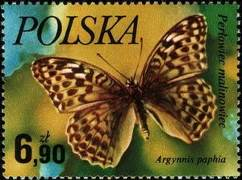 POLSKA
Perłowiec malinowiec
zł
6,90
Argynnis paphia